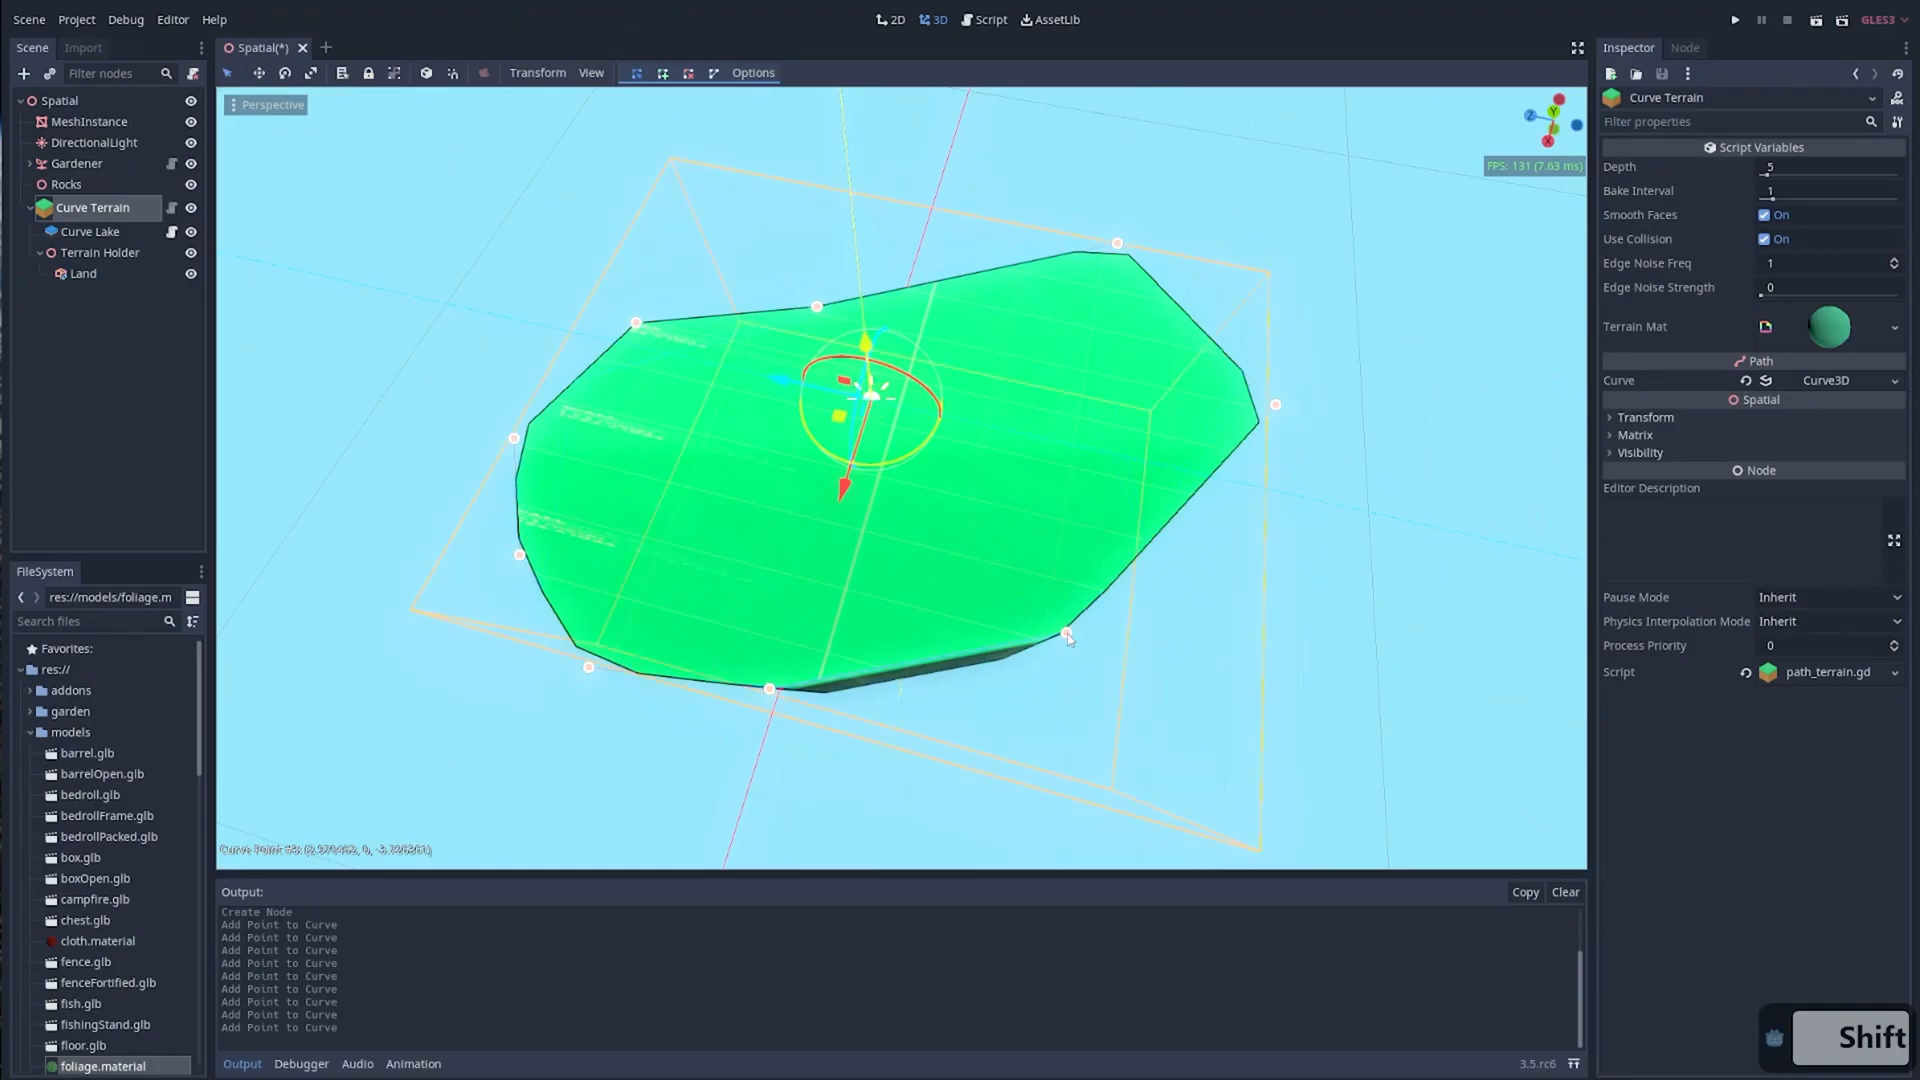 Scene Project Debug Editor Help
2D 3D Script AssetLib
GLES3
Scene Import
Spatial(*)
Inspector Node
Filter nodes
Transform View Options
Spatial
MeshInstance
DirectionalLight
Gardener
Rocks
Curve Terrain
Curve Lake
Terrain Holder
Land
Perspective
FPS: 131 (7.63 ms)
Z
Y
X
Curve Terrain
Filter properties
Script Variables
Depth 5
Bake Interval 1
Smooth Faces On
Use Collision On
Edge Noise Freq 1
Edge Noise Strength 0
Terrain Mat
Path
Curve Curve3D
Spatial
Transform
Matrix
Visibility
Node
Editor Description
Pause Mode Inherit
Physics Interpolation Mode Inherit
Process Priority 0
Script path_terrain.gd
FileSystem
res://models/foliage.m
Search files
Favorites:
res://
addons
garden
models
barrel.glb
barrelOpen.glb
bedroll.glb
bedrollFrame.glb
bedrollPacked.glb
box.glb
boxOpen.glb
campfire.glb
chest.glb
cloth.material
fence.glb
fenceFortified.glb
fish.glb
fishingStand.glb
floor.glb
foliage.material
Output:
Copy Clear
Create Node
Add Point to Curve
Add Point to Curve
Add Point to Curve
Add Point to Curve
Add Point to Curve
Add Point to Curve
Add Point to Curve
Add Point to Curve
Add Point to Curve
Output Debugger Audio Animation
3.5.rc6
Shift